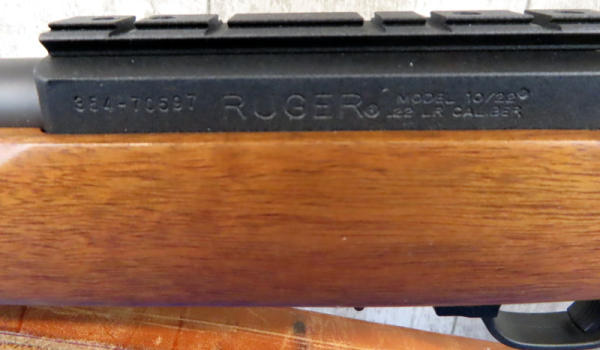 354-70597 RUGER® MODEL 10/22®
.22 LR CALIBER